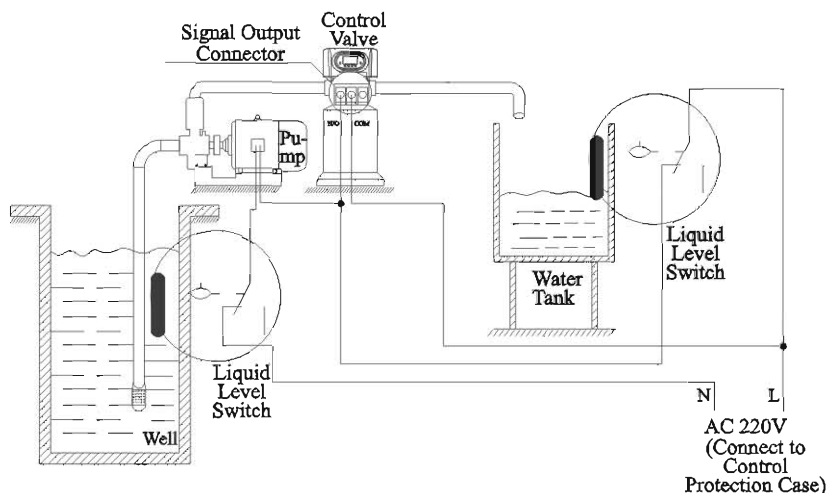 Signal Output
Connector
Control
Valve
Pu-
mp
COM
Liquid
Level
Switch
Water
Tank
Liquid
Level
Switch
Well
N
L
AC 220V
(Connect to
Control
Protection Case)